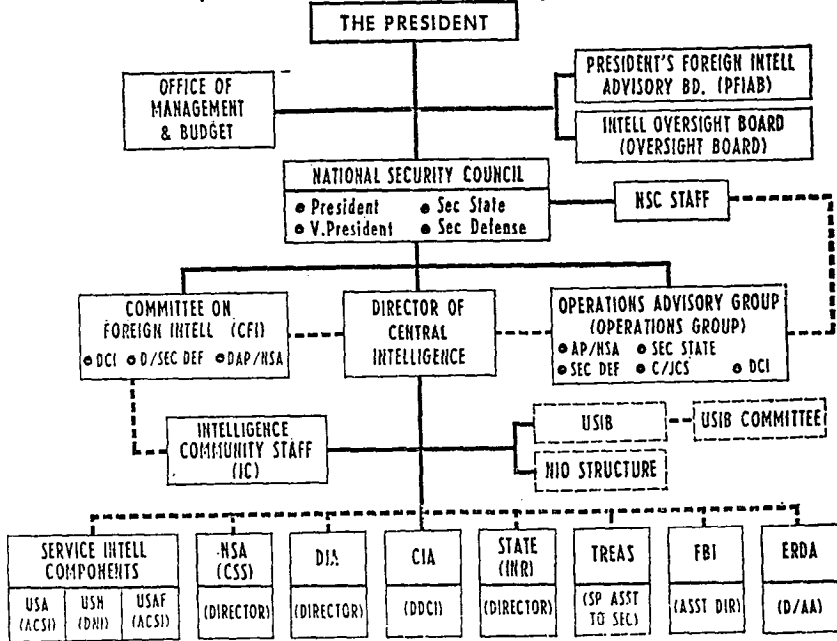 THE PRESIDENT
OFFICE OF
MANAGEMENT
& BUDGET
PRESIDENT'S FOREIGN INTELL
ADVISORY BD. (PFIAB)
INTELL OVERSIGHT BOARD
(OVERSIGHT BOARD)
NATIONAL SECURITY COUNCIL
• President • Sec State
• V.President • Sec Defense
NSC STAFF
COMMITTEE ON
FOREIGN INTELL (CFI)
• DCI • D/SEC DEF • DAP/NSA
DIRECTOR OF
CENTRAL
INTELLIGENCE
OPERATIONS ADVISORY GROUP
(OPERATIONS GROUP)
• AP/NSA • SEC STATE
• SEC DEF • C/JCS • DCI
INTELLIGENCE
COMMUNITY STAFF
(IC)
USIB
USIB COMMITTEE
NIO STRUCTURE
SERVICE INTELL
COMPONENTS
USA
(ACSI)
USN
(DNI)
USAF
(ACSI)
NSA
(CSS)
(DIRECTOR)
DIA
(DIRECTOR)
CIA
(DDCI)
STATE
(INR)
(DIRECTOR)
TREAS
(SP ASST
TO SEC)
FBI
(ASST DIR)
ERDA
(D/AA)